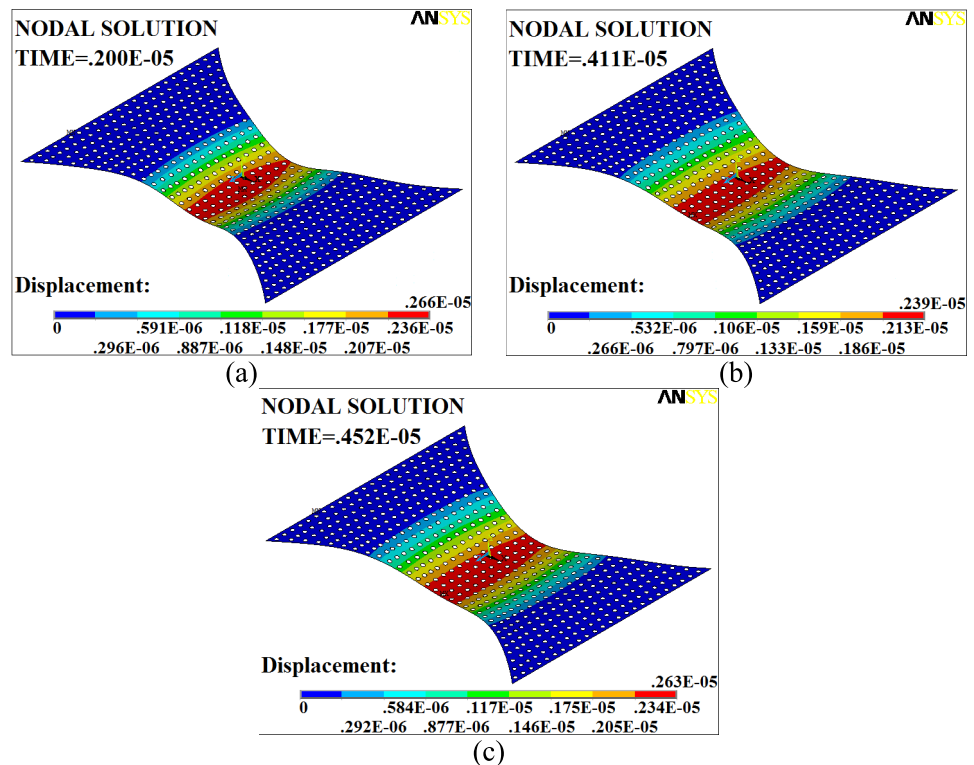 ANSYS
NODAL SOLUTION
TIME=.200E-05
Displacement:
.266E-05
0 .591E-06 .118E-05 .177E-05 .236E-05
.296E-06 .887E-06 .148E-05 .207E-05
(a)
ANSYS
NODAL SOLUTION
TIME=.411E-05
Displacement:
.239E-05
0 .532E-06 .106E-05 .159E-05 .213E-05
.266E-06 .797E-06 .133E-05 .186E-05
(b)
ANSYS
NODAL SOLUTION
TIME=.452E-05
Displacement:
.263E-05
0 .584E-06 .117E-05 .175E-05 .234E-05
.292E-06 .877E-06 .146E-05 .205E-05
(c)